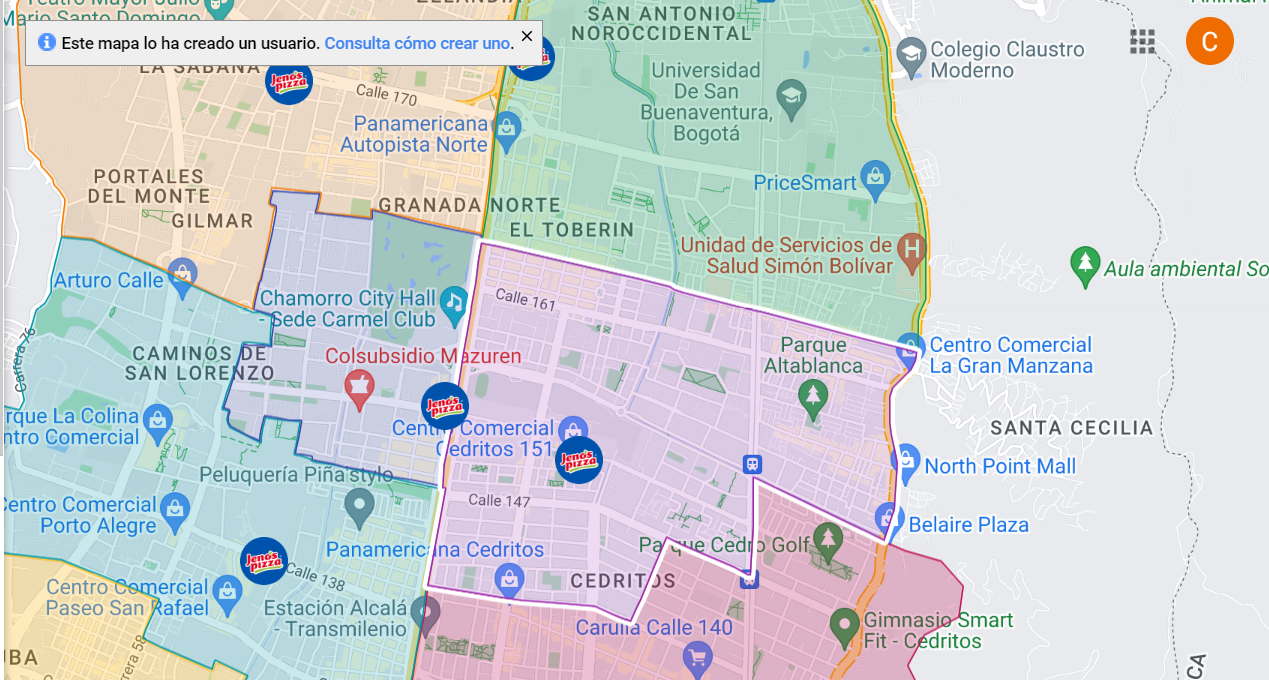 Teatro Mayor Julio
Mario Santo Domingo
SAN ANTONIO
NOROCCIDENTAL
Este mapa lo ha creado un usuario. Consulta cómo crear uno.
C
Colegio Claustro
Moderno
LA SABANA
Jeno's
pizza
Calle 170
Universidad
De San
Buenaventura,
Bogotá
Panamericana
Autopista Norte
PORTALES
DEL MONTE
PriceSmart
GILMAR
GRANADA NORTE
EL TOBERIN
Unidad de Servicios de
Salud Simón Bolívar
H
Aula ambiental So
Arturo Calle
Calle 161
Chamorro City Hall
- Sede Carmel Club
Carrera 76
CAMINOS DE
SAN LORENZO
Colsubsidio Mazuren
Parque
Altablanca
Centro Comercial
La Gran Manzana
Jeno's
pizza
rque La Colina
ntro Comercial
Centro Comercial
Cedritos 151
Jeno's
pizza
SANTA CECILIA
North Point Mall
Peluquería Piña stylo
Calle 147
Centro Comercial
Porto Alegre
Belaire Plaza
Panamericana Cedritos
Parque Cedro Golf
Jeno's
pizza
Calle 138
CEDRITOS
Centro Comercial
Paseo San Rafael
Estación Alcalá
- Transmilenio
Carulla Calle 140
Gimnasio Smart
Fit - Cedritos
UBA
rrera 58
CA